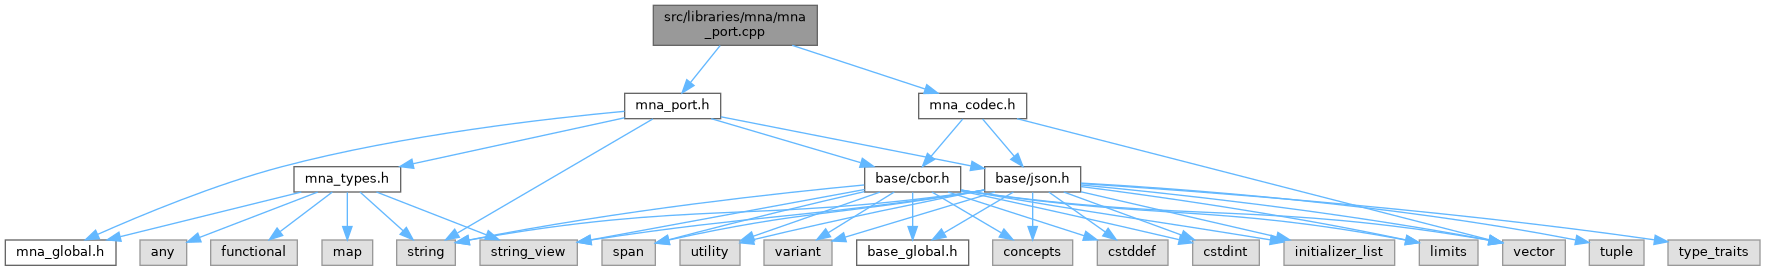 src/libraries/mna/mna
_port.cpp
mna_port.h
mna_codec.h
mna_types.h
base/cbor.h
base/json.h
mna_global.h
any
functional
map
string
string_view
span
utility
variant
base_global.h
concepts
cstddef
cstdint
initializer_list
limits
vector
tuple
type_traits